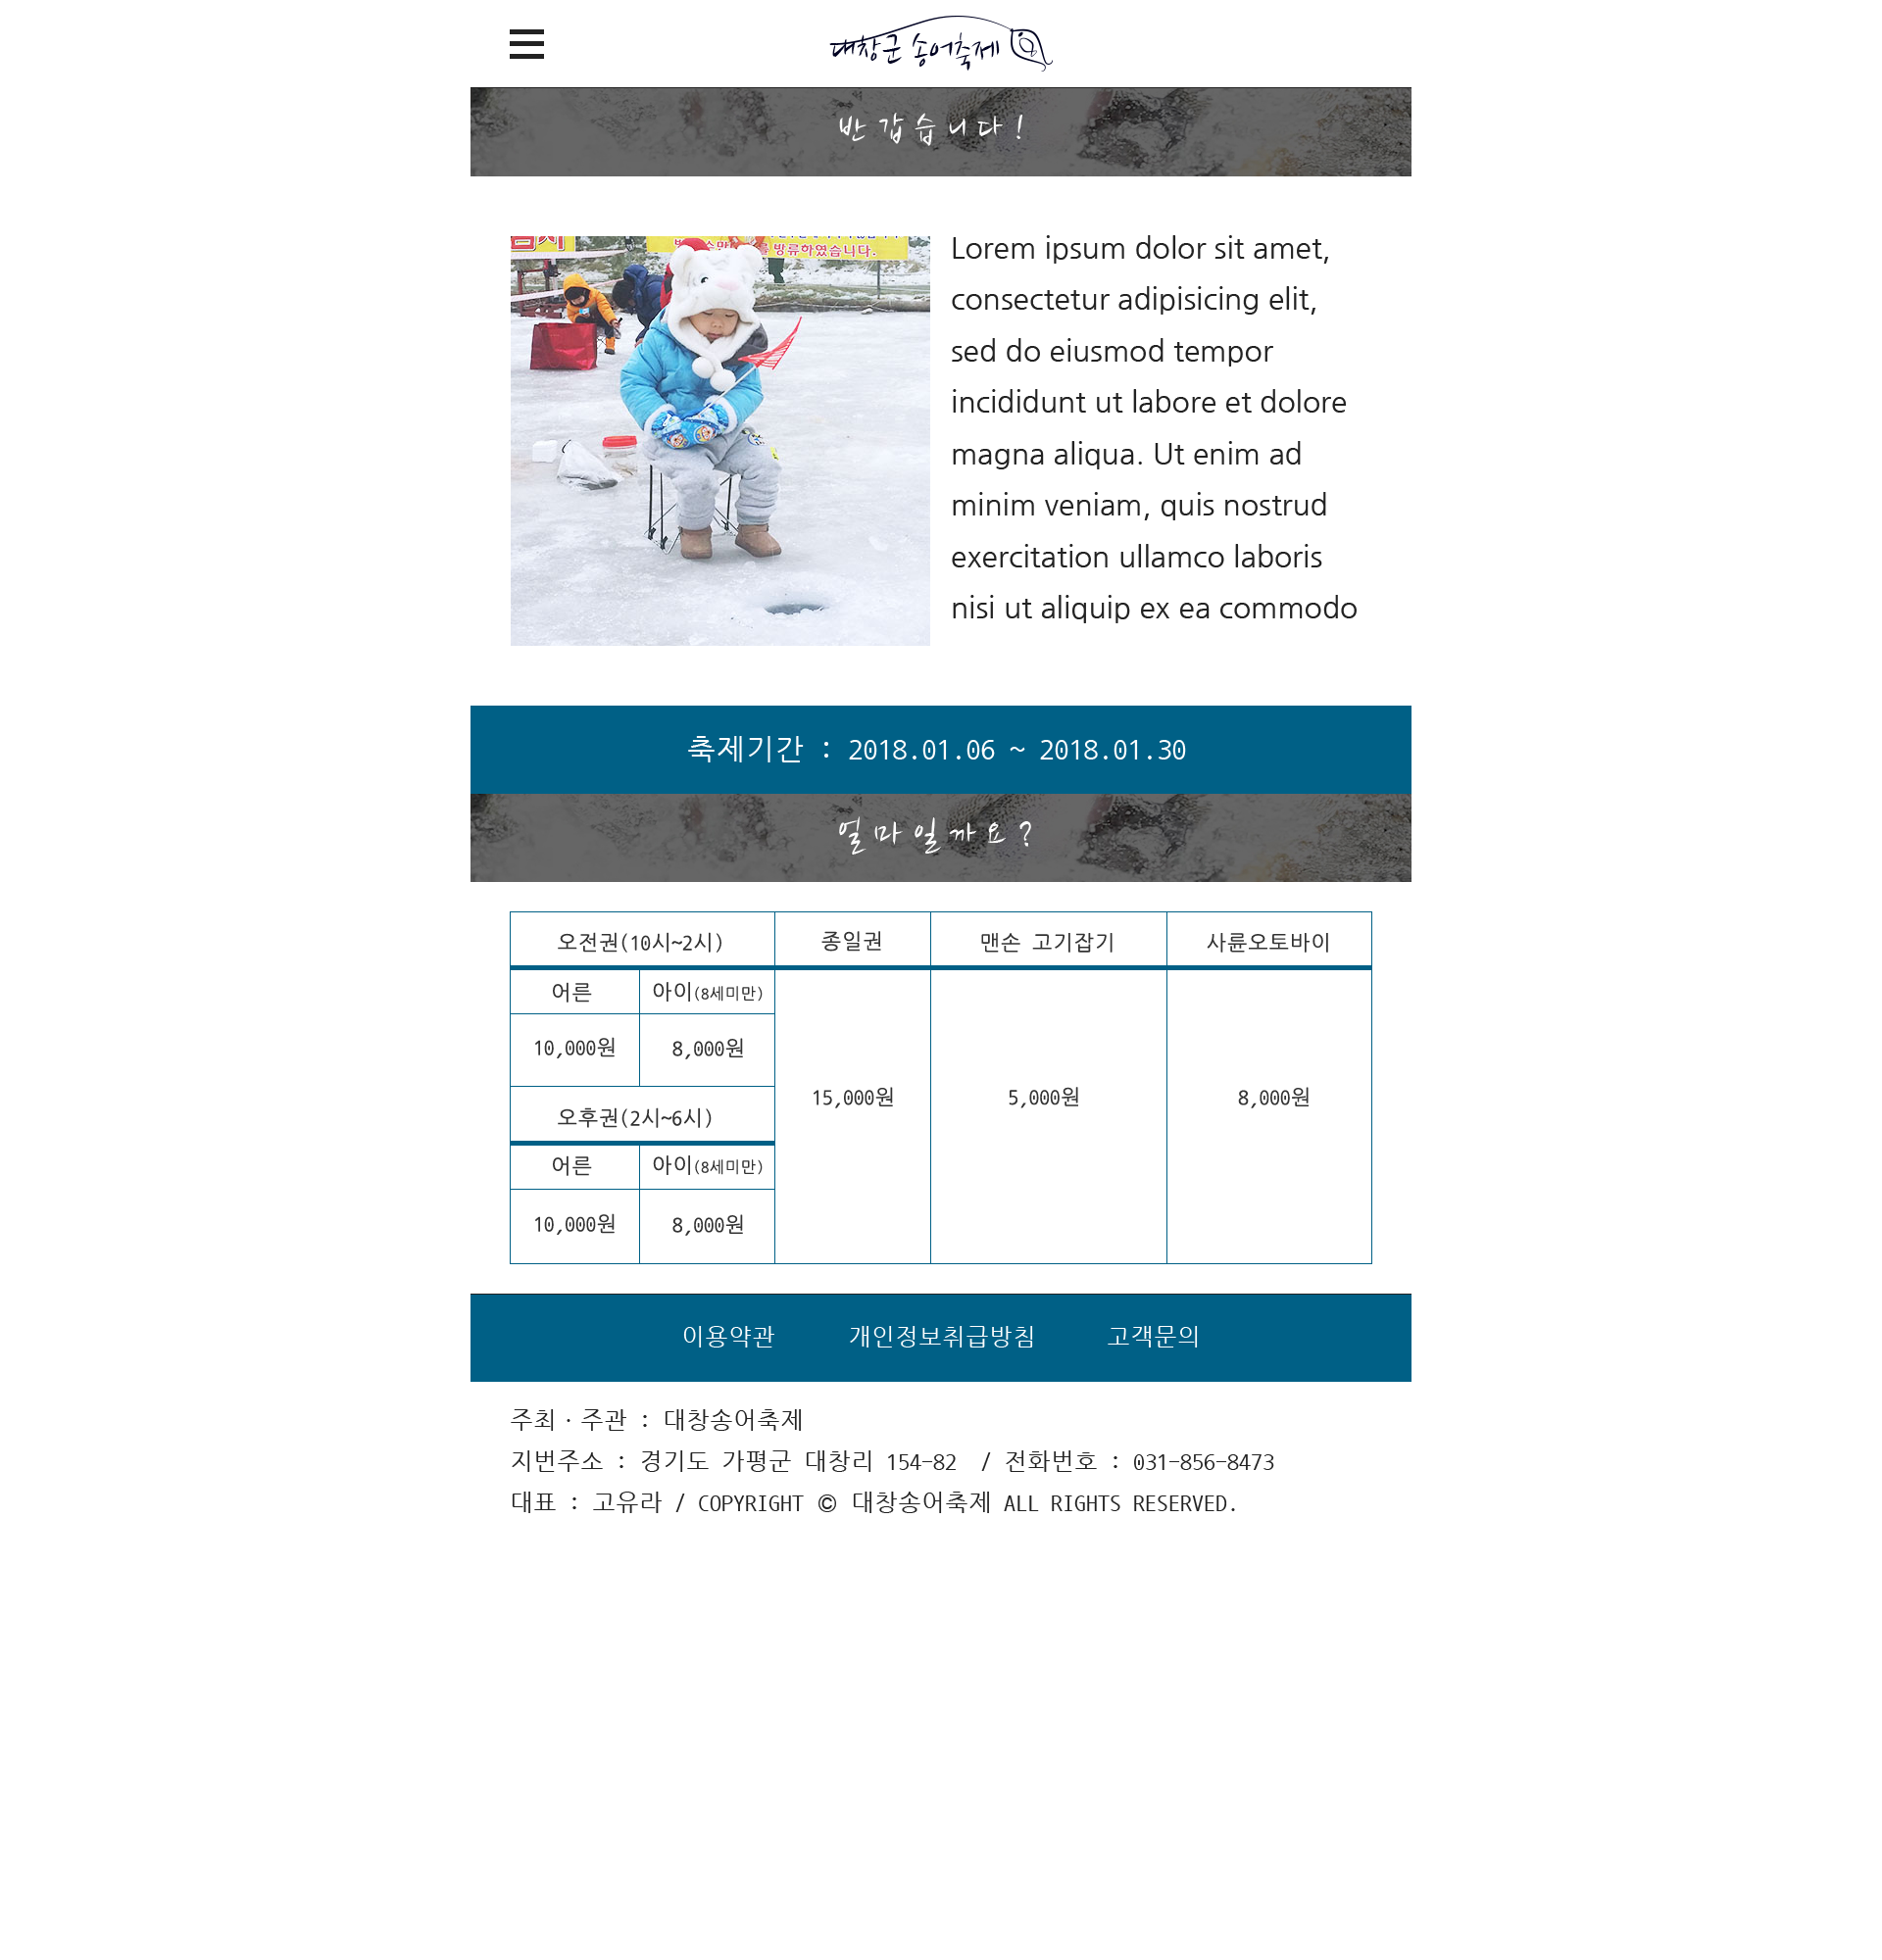 대창군 송어축제
반갑습니다!
를 방류하였습니다.
Lorem ipsum dolor sit amet,
consectetur adipisicing elit,
sed do eiusmod tempor
incididunt ut labore et dolore
magna aliqua. Ut enim ad
minim veniam, quis nostrud
exercitation ullamco laboris
nisi ut aliquip ex ea commodo
축제기간 : 2018.01.06 ~ 2018.01.30
얼마일까요?
오전권(10시~2시) 종일권 맨손 고기잡기 사륜오토바이
어른 아이(8세미만)
10,000원 8,000원
15,000원 5,000원 8,000원
오후권(2시~6시)
어른 아이(8세미만)
10,000원 8,000원
이용약관 개인정보취급방침 고객문의
주최·주관 : 대창송어축제
지번주소 : 경기도 가평군 대창리 154-82 / 전화번호 : 031-856-8473
대표 : 고유라 / COPYRIGHT © 대창송어축제 ALL RIGHTS RESERVED.